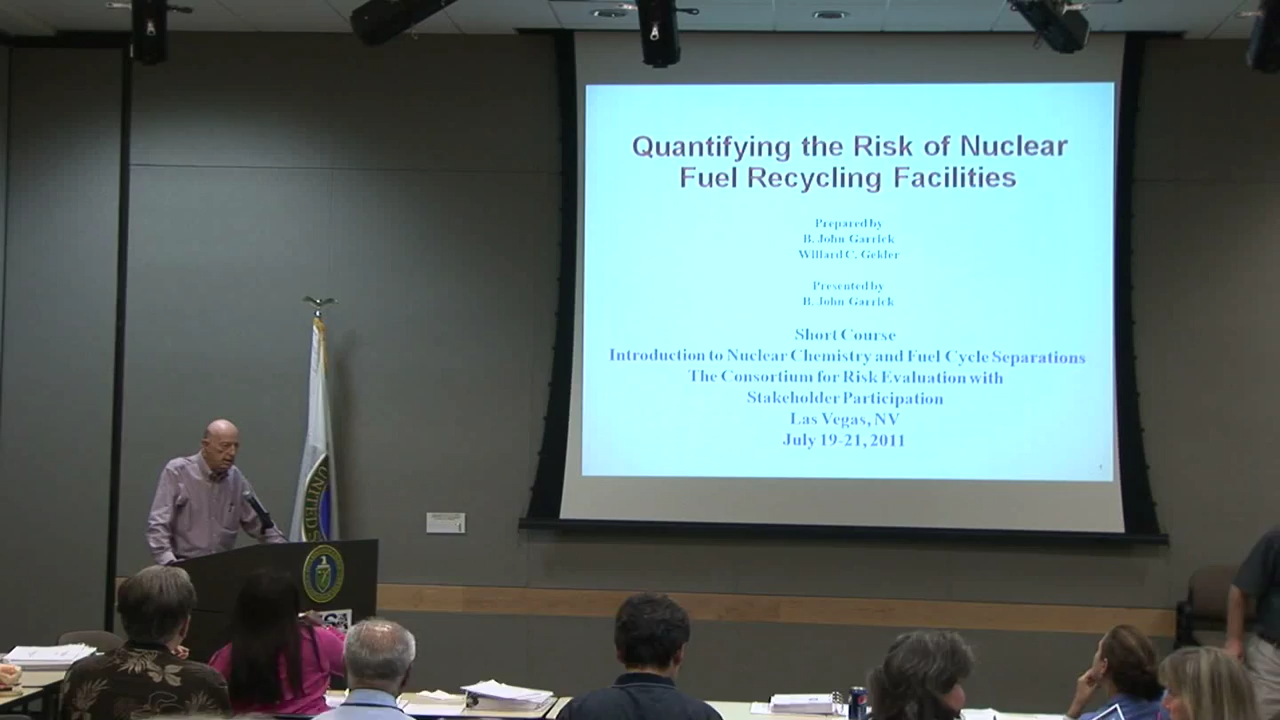 Quantifying the Risk of Nuclear
Fuel Recycling Facilities
Prepared by
B. John Garrick
Willard C. Gekler
Presented by
B. John Garrick
Short Course
Introduction to Nuclear Chemistry and Fuel Cycle Separations
The Consortium for Risk Evaluation with
Stakeholder Participation
Las Vegas, NV
July 19-21, 2011
UNITED S